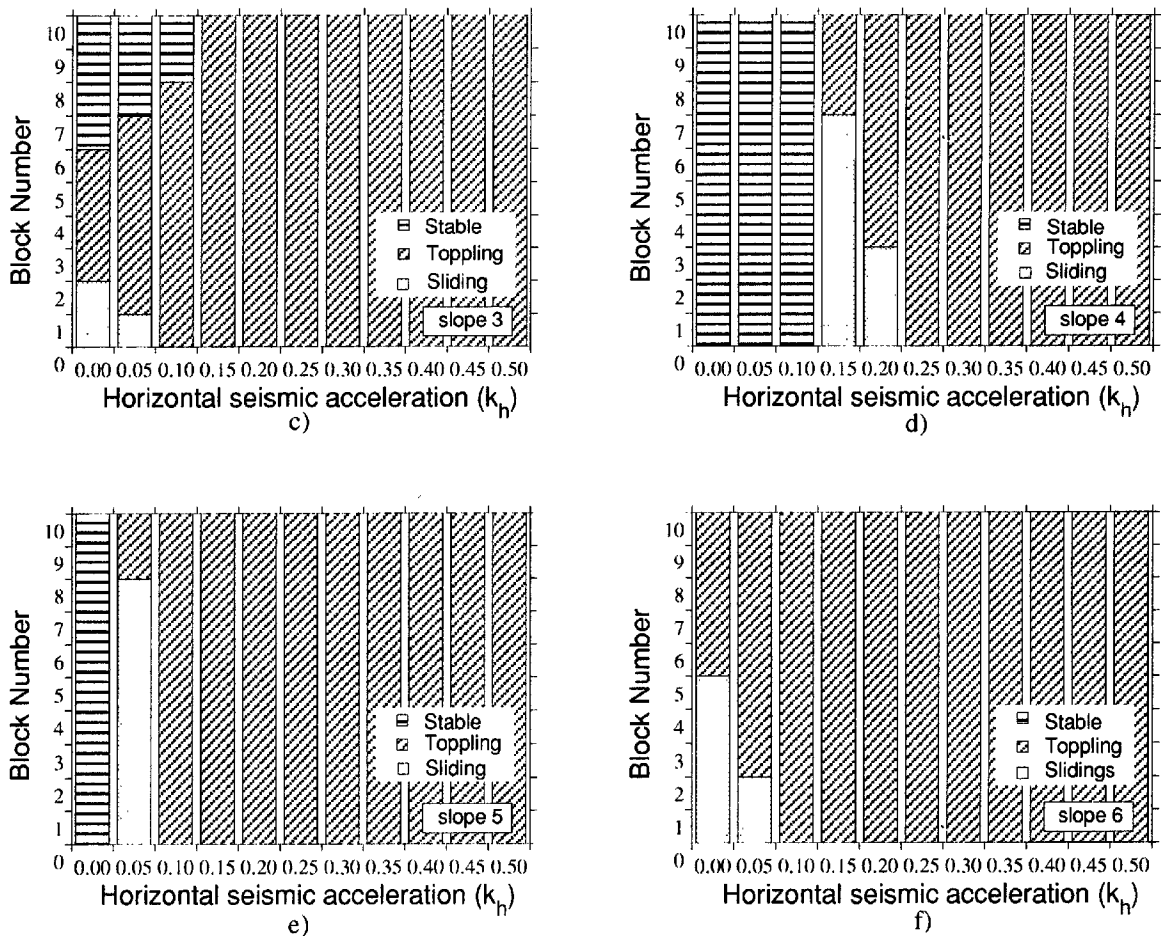 Block Number
10
9
8
7
6
5
4
3
2
1
0
Stable
Toppling
Sliding
slope 3
0.00 0.05 0.10 0.15 0.20 0.25 0.30 0.35 0.40 0.45 0.50
Horizontal seismic acceleration (kh)
c)
Block Number
10
9
8
7
6
5
4
3
2
1
0
Stable
Toppling
Sliding
slope 4
0.00 0.05 0.10 0.15 0.20 0.25 0.30 0.35 0.40 0.45 0.50
Horizontal seismic acceleration (kh)
d)
Block Number
10
9
8
7
6
5
4
3
2
1
0
Stable
Toppling
Sliding
slope 5
0.00 0.05 0.10 0.15 0.20 0.25 0.30 0.35 0.40 0.45 0.50
Horizontal seismic acceleration (kh)
e)
Block Number
10
9
8
7
6
5
4
3
2
1
0
Stable
Toppling
Slidings
slope 6
0.00 0.05 0.10 0.15 0.20 0.25 0.30 0.35 0.40 0.45 0.50
Horizontal seismic acceleration (kh)
f)